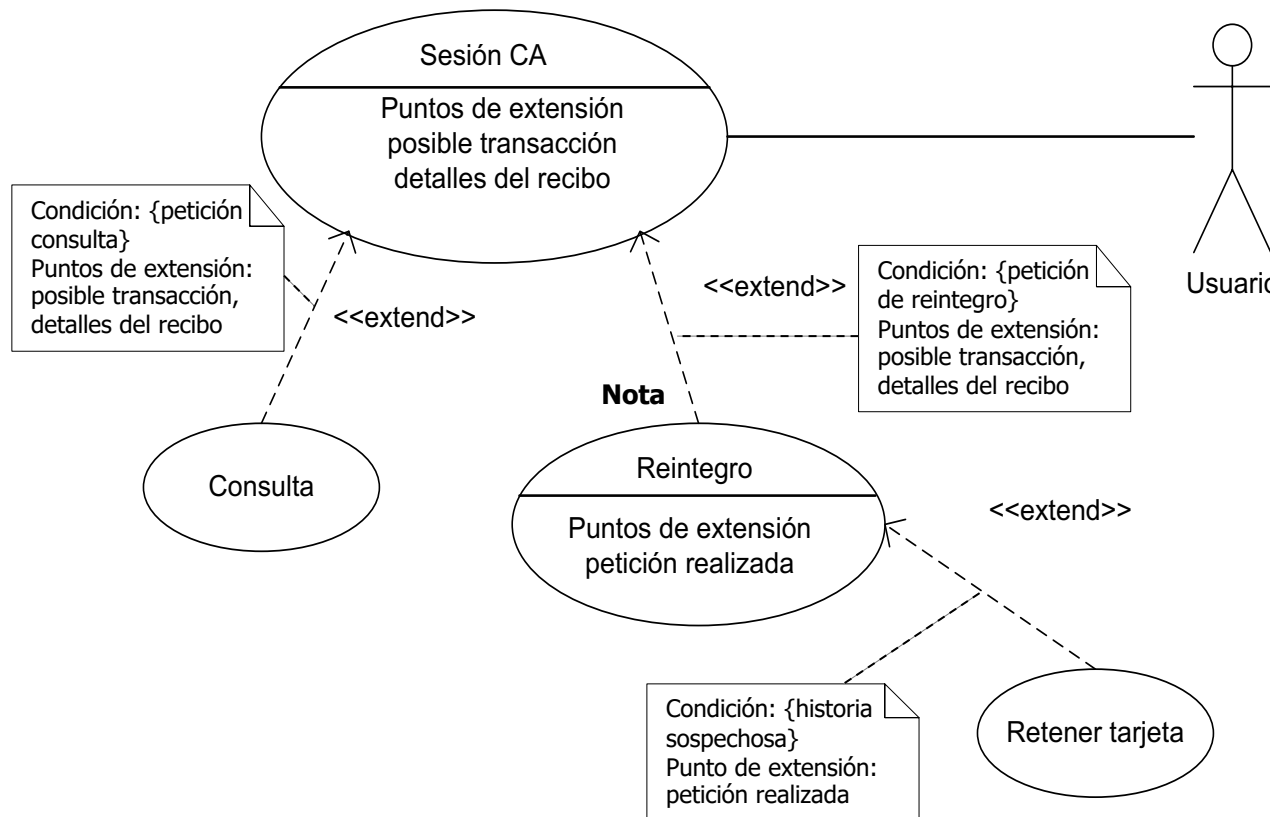 Sesión CA
Puntos de extensión
posible transacción
detalles del recibo
Condición: {petición
consulta}
Puntos de extensión:
posible transacción,
detalles del recibo
<<extend>>
<<extend>>
Condición: {petición
de reintegro}
Puntos de extensión:
posible transacción,
detalles del recibo
Usuario
Nota
Consulta
Reintegro
Puntos de extensión
petición realizada
<<extend>>
Condición: {historia
sospechosa}
Punto de extensión:
petición realizada
Retener tarjeta